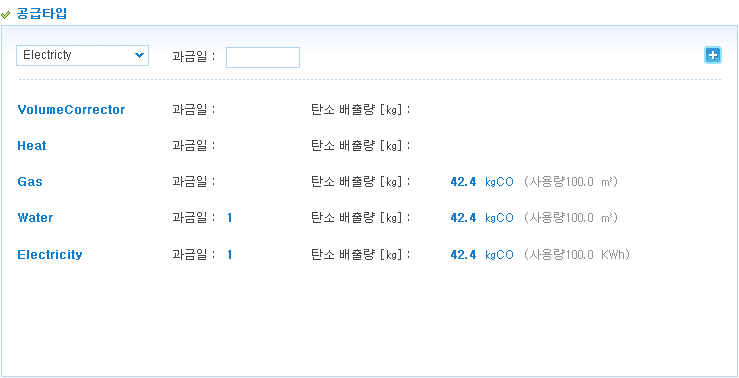 공급타입
Electricty 과금일 :
VolumeCorrector 과금일 : 탄소 배출량 [㎏] :
Heat 과금일 : 탄소 배출량 [㎏] :
Gas 과금일 : 탄소 배출량 [㎏] : 42.4 ㎏CO (사용량100.0 ㎥)
Water 과금일 : 1 탄소 배출량 [㎏] : 42.4 ㎏CO (사용량100.0 ㎥)
Electricity 과금일 : 1 탄소 배출량 [㎏] : 42.4 ㎏CO (사용량100.0 KWh)